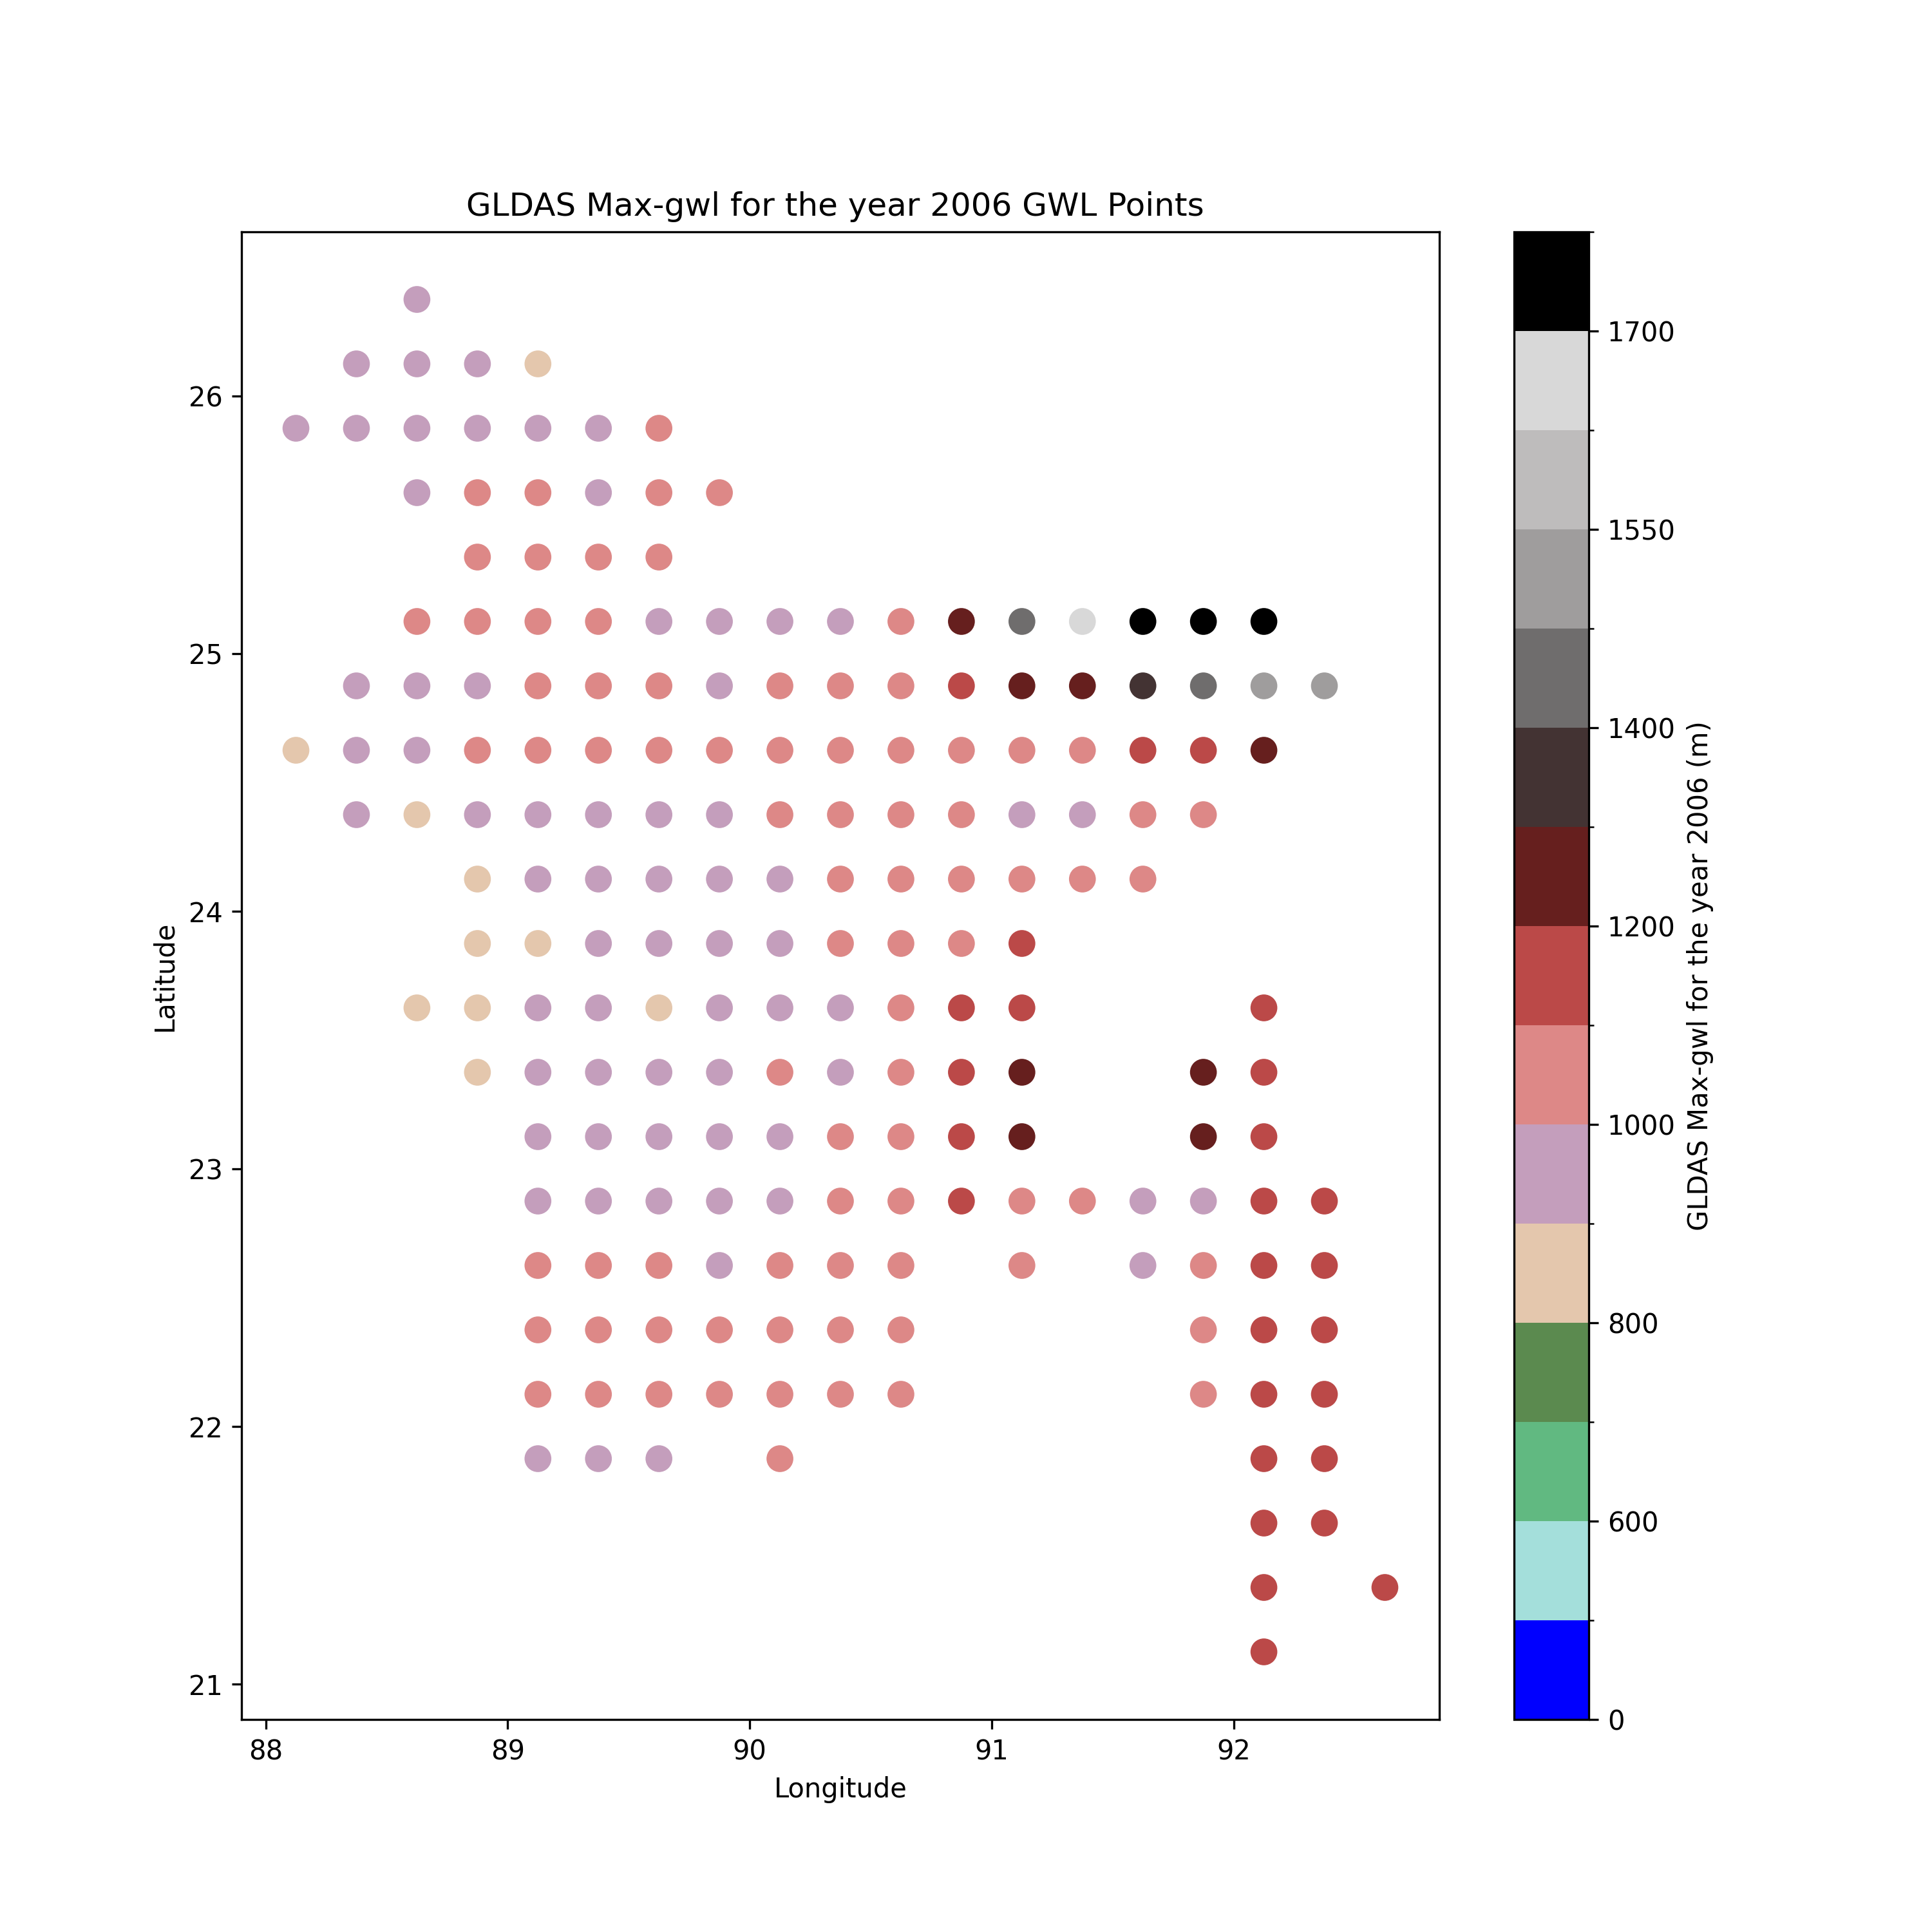 GLDAS Max-gwl for the year 2006 GWL Points
26
25
24
23
22
21
Latitude
88 89 90 91 92
Longitude
1700
1550
1400
1200
1000
800
600
0
GLDAS Max-gwl for the year 2006 (m)